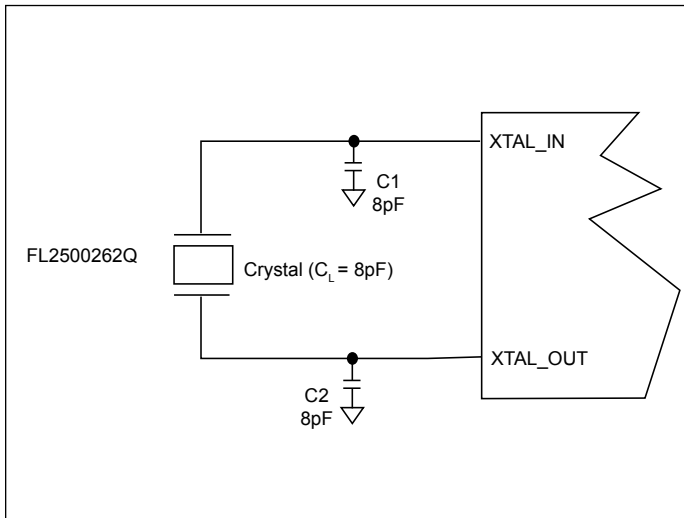 XTAL_IN
C1
8pF
FL2500262Q
Crystal (CL = 8pF)
XTAL_OUT
C2
8pF